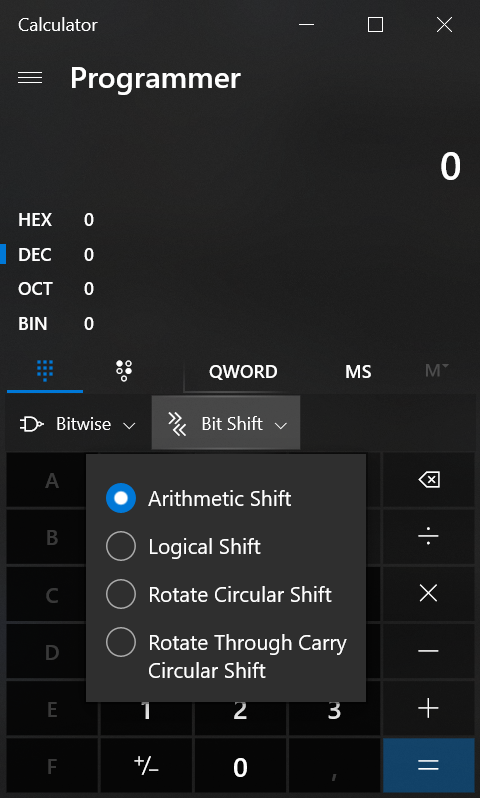 Calculator
Programmer
0
HEX 0
DEC 0
OCT 0
BIN 0
QWORD MS M
Bitwise Bit Shift
A
Arithmetic Shift
B
Logical Shift
C
Rotate Circular Shift
D
Rotate Through Carry
Circular Shift
E 1 2 3 +
F +/− 0 , =
÷
×
−